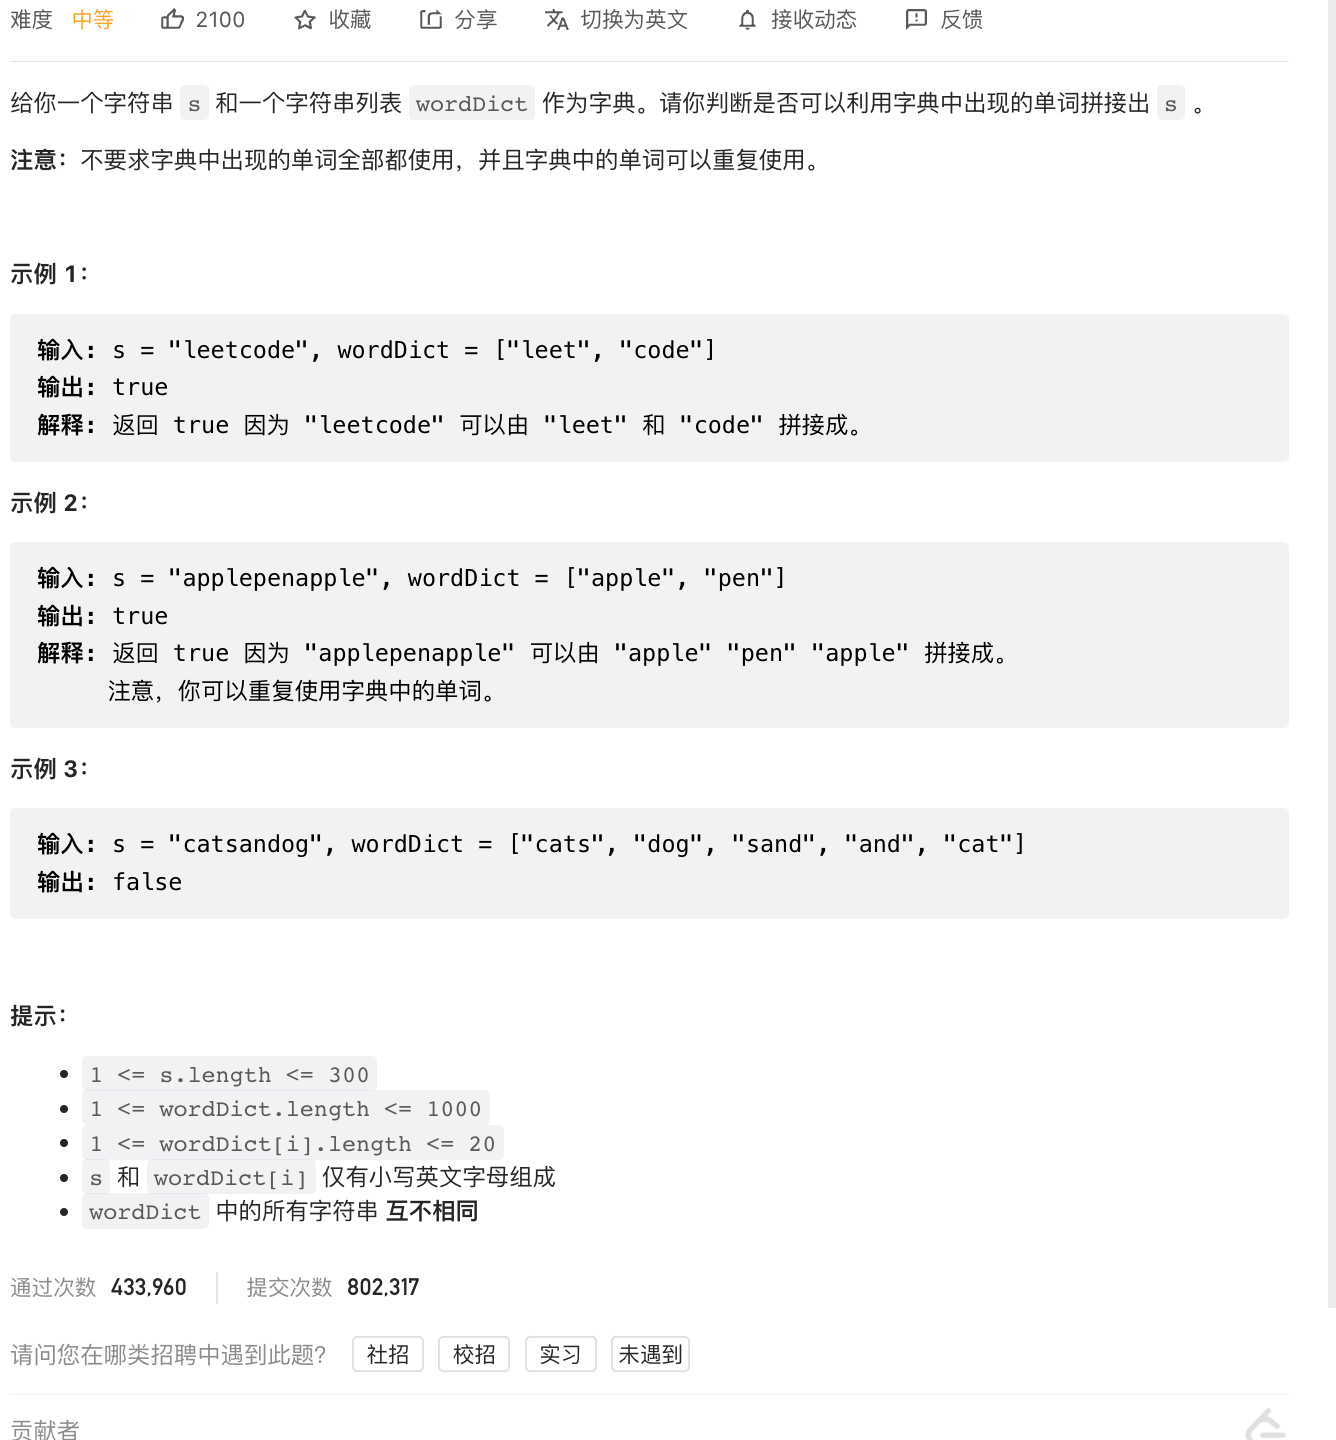 难度 中等 2100 收藏 分享 切换为英文 接收动态 反馈
给你一个字符串 s 和一个字符串列表 wordDict 作为字典。请你判断是否可以利用字典中出现的单词拼接出 s 。
注意：不要求字典中出现的单词全部都使用，并且字典中的单词可以重复使用。
示例 1：
输入: s = "leetcode", wordDict = ["leet", "code"]
输出: true
解释: 返回 true 因为 "leetcode" 可以由 "leet" 和 "code" 拼接成。
示例 2：
输入: s = "applepenapple", wordDict = ["apple", "pen"]
输出: true
解释: 返回 true 因为 "applepenapple" 可以由 "apple" "pen" "apple" 拼接成。
注意，你可以重复使用字典中的单词。
示例 3：
输入: s = "catsandog", wordDict = ["cats", "dog", "sand", "and", "cat"]
输出: false
提示：
• 1 <= s.length <= 300
• 1 <= wordDict.length <= 1000
• 1 <= wordDict[i].length <= 20
• s 和 wordDict[i] 仅有小写英文字母组成
• wordDict 中的所有字符串 互不相同
通过次数 433,960 提交次数 802,317
请问您在哪类招聘中遇到此题？ 社招 校招 实习 未遇到
贡献者